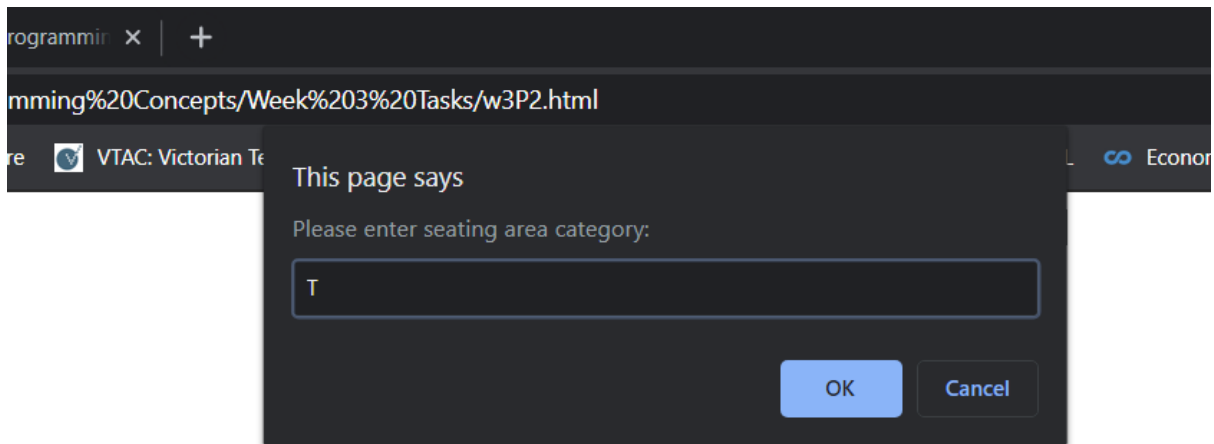 rogrammin
mming%20Concepts/Week%203%20Tasks/w3P2.html
re VTAC: Victorian Te L Econor
This page says
Please enter seating area category:
T
OK Cancel